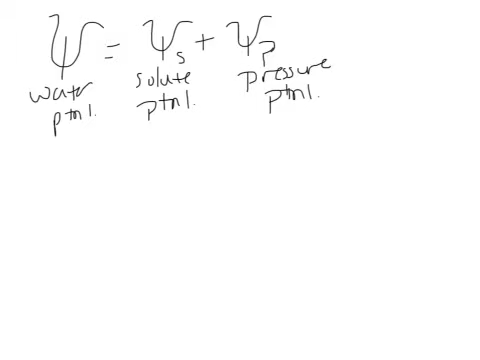 ψ = ψs + ψp
water solute pressure
ptnl. ptnl. ptnl.